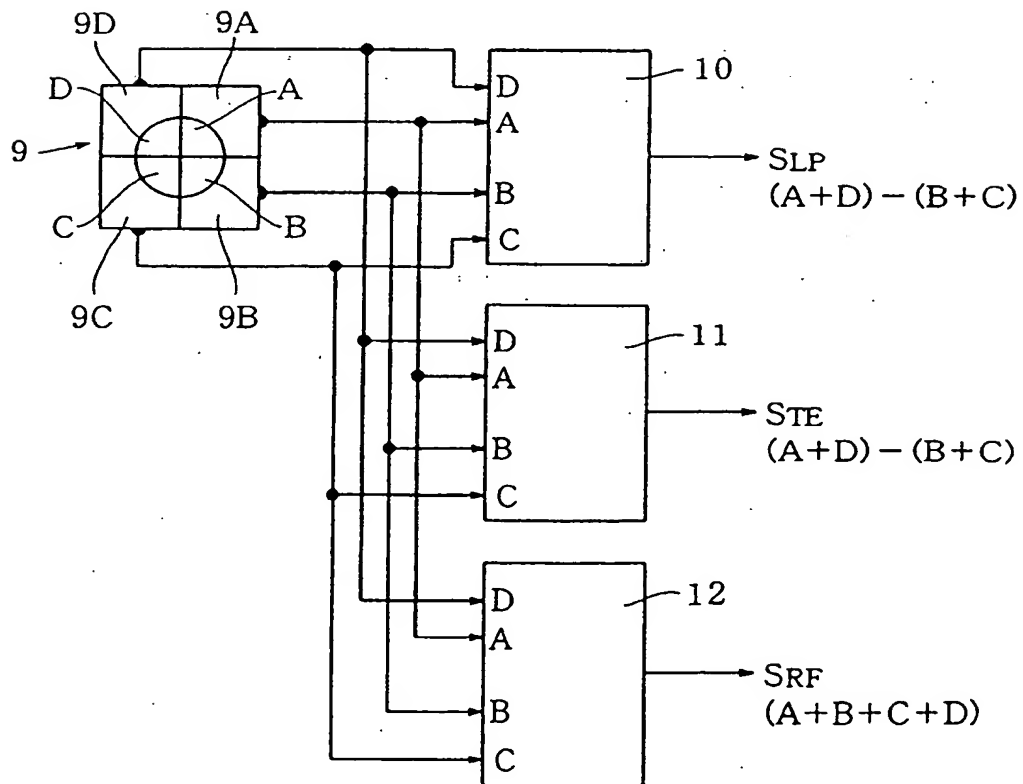 9D
9A
D
A
9
C
B
9C
9B
D
A
B
C
10
SLP
(A+D)−(B+C)
D
A
B
C
11
STE
(A+D)−(B+C)
D
A
B
C
12
SRF
(A+B+C+D)